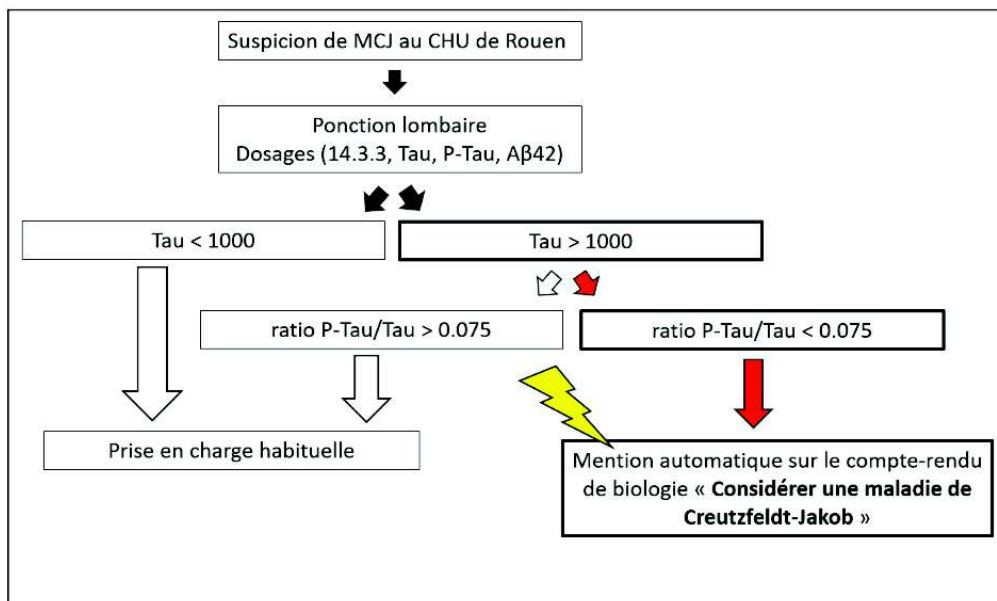 Suspicion de MCJ au CHU de Rouen
Ponction lombaire
Dosages (14.3.3, Tau, P-Tau, Aβ42)
Tau < 1000
Tau > 1000
ratio P-Tau/Tau > 0.075
ratio P-Tau/Tau < 0.075
Prise en charge habituelle
Mention automatique sur le compte-rendu
de biologie « Considérer une maladie de
Creutzfeldt-Jakob »